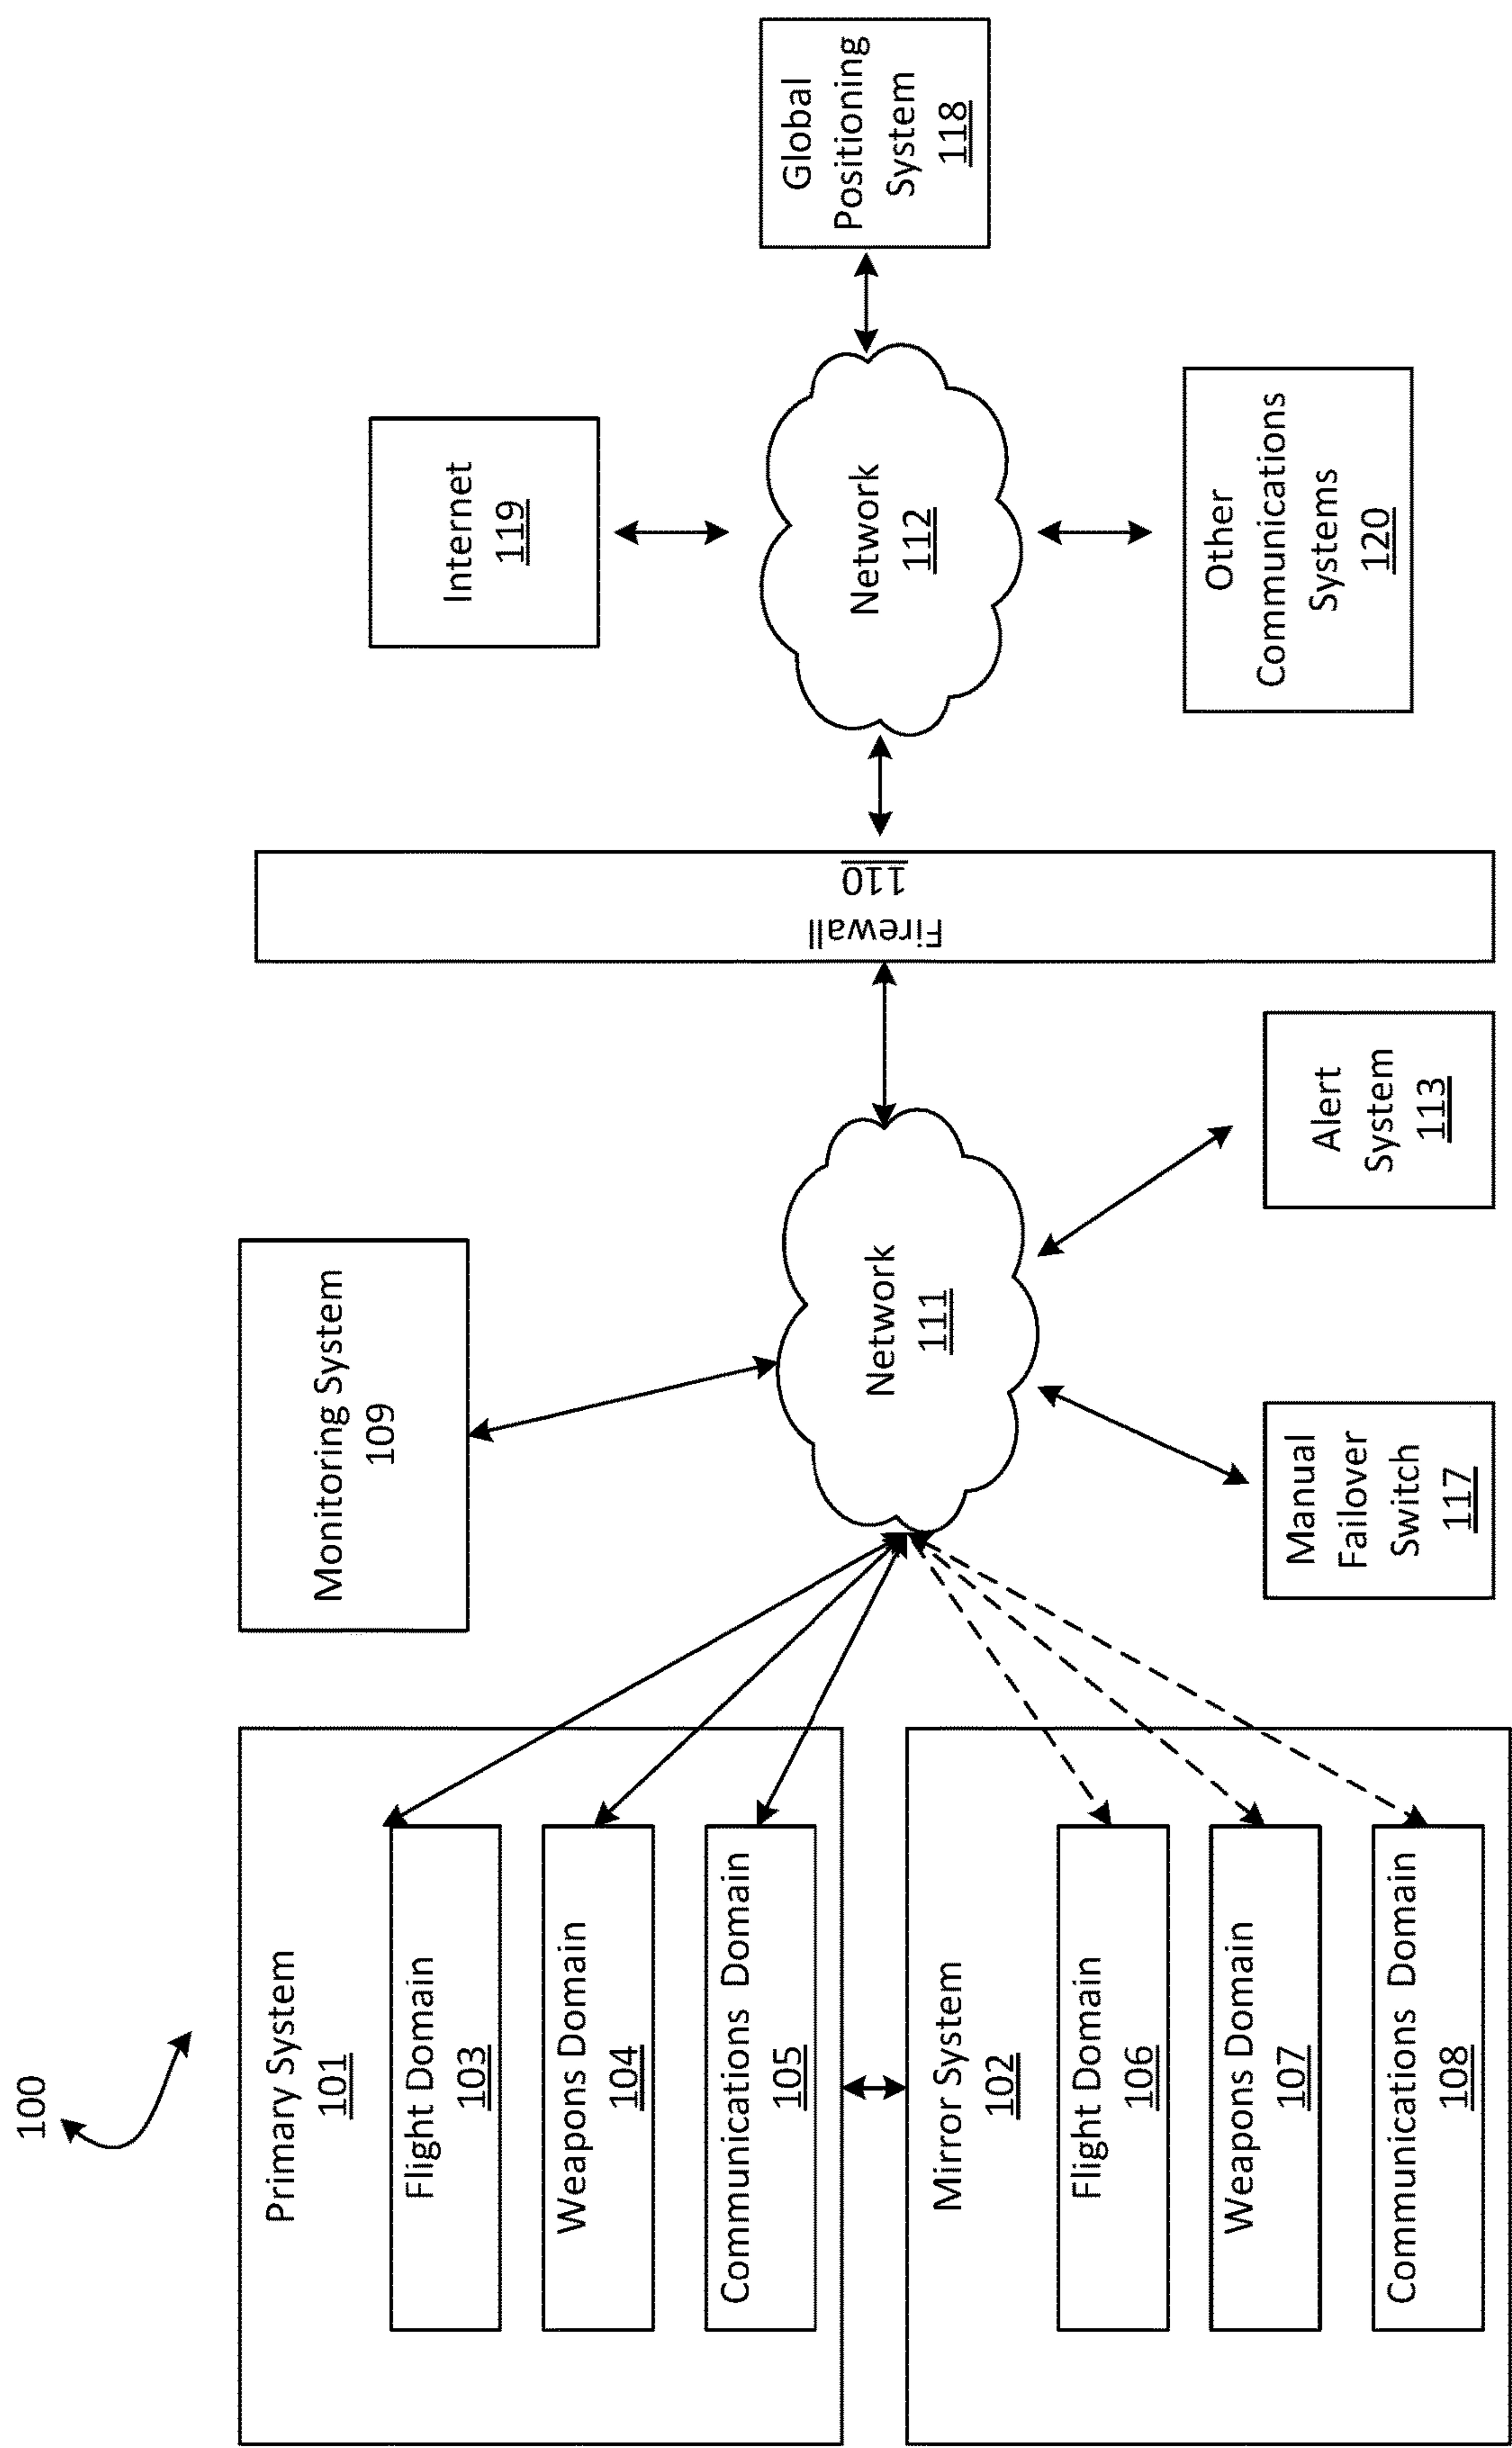 100
Primary System
101
Flight Domain
103
Weapons Domain
104
Communications Domain
105
Mirror System
102
Flight Domain
106
Weapons Domain
107
Communications Domain
108
Monitoring System
109
Network
111
Manual
Failover
Switch
117
Alert
System
113
Firewall
110
Internet
119
Network
112
Other
Communications
Systems
120
Global
Positioning
System
118